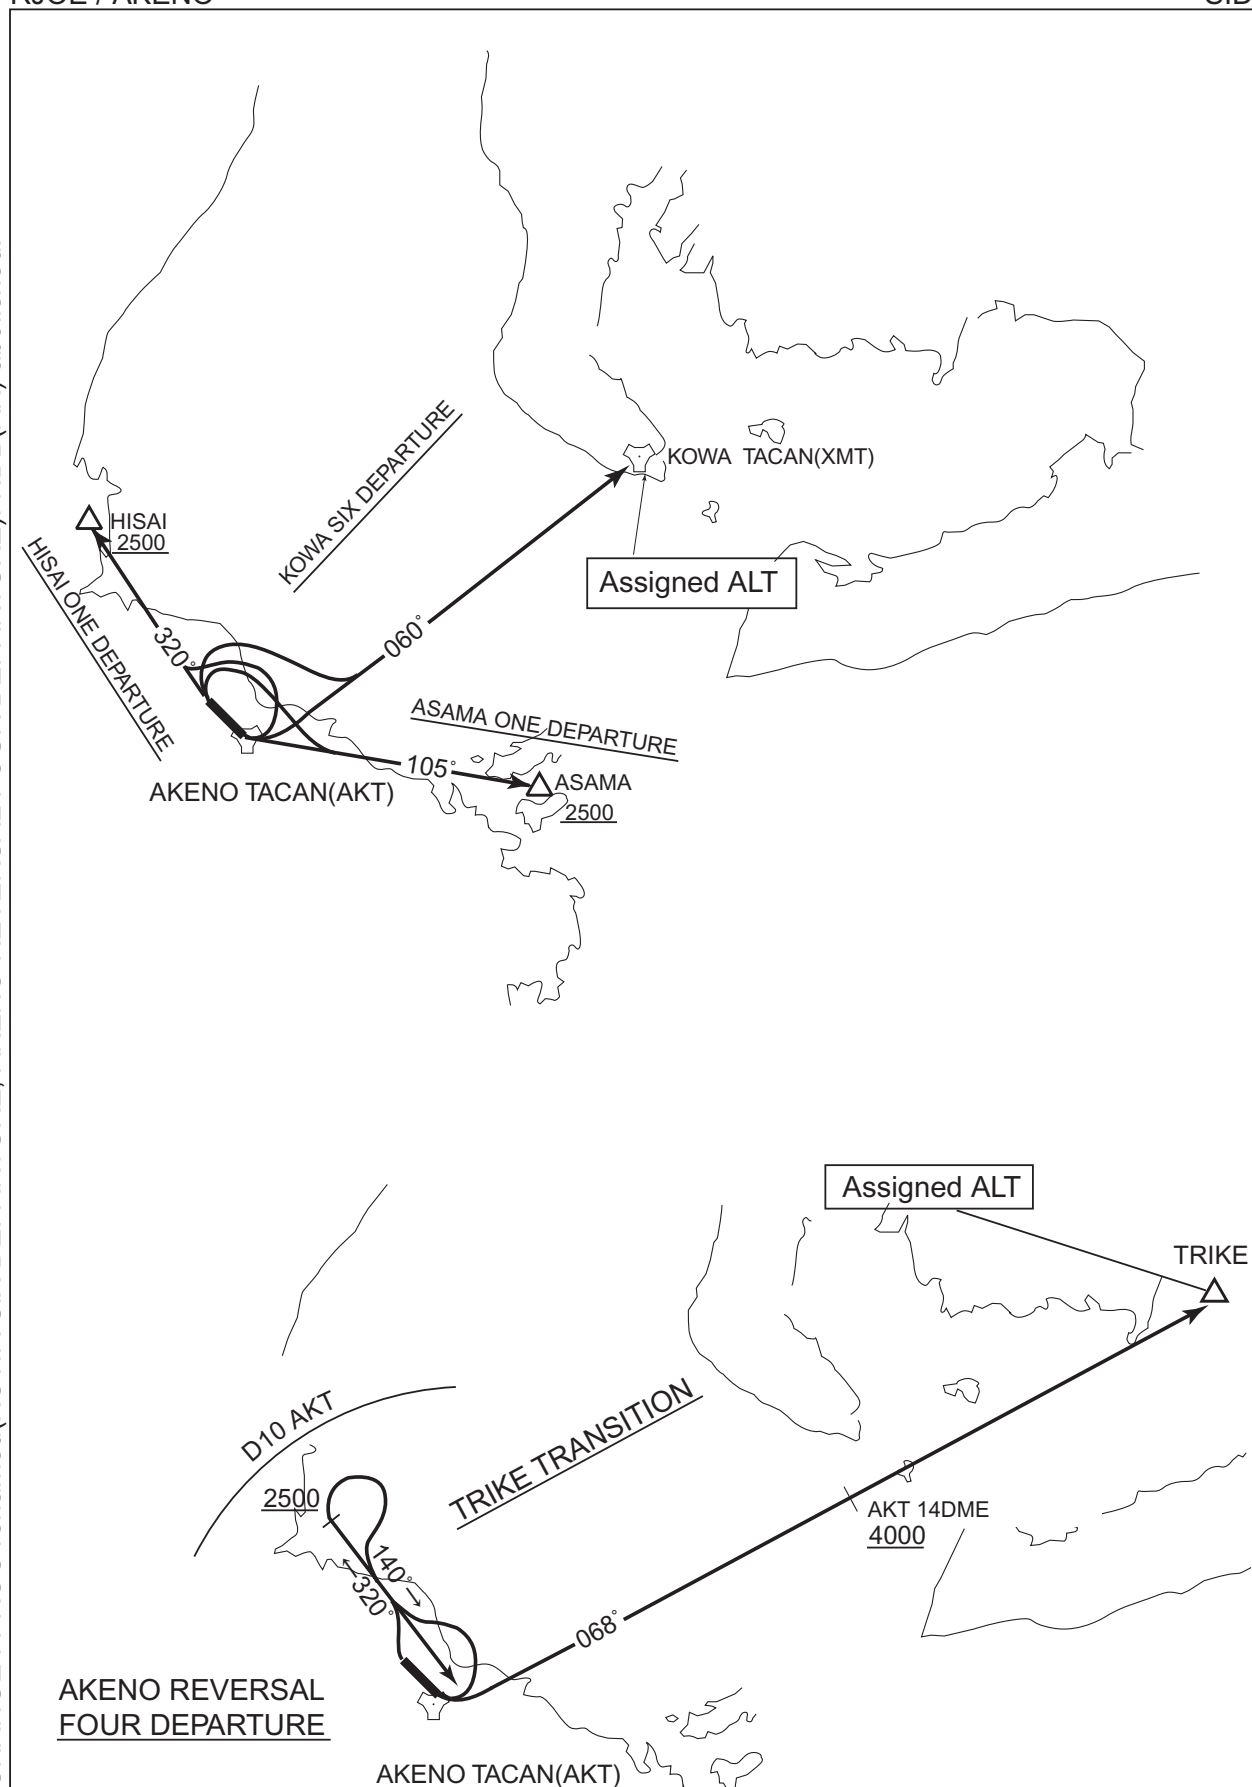 RJOE / AKENO
SID
KOWA SIX DEPARTURE
KOWA TACAN(XMT)
HISAI
2500
HISAI ONE DEPARTURE
Assigned ALT
320°
060°
ASAMA ONE DEPARTURE
105°
ASAMA
2500
AKENO TACAN(AKT)
Assigned ALT
TRIKE
D10 AKT
TRIKE TRANSITION
2500
AKT 14DME
4000
140°
320°
068°
AKENO REVERSAL
FOUR DEPARTURE
AKENO TACAN(AKT)